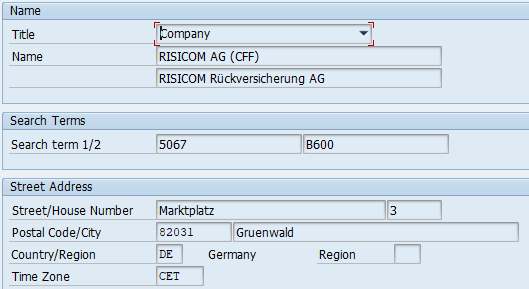 Name
Title Company
Name RISICOM AG (CFF)
RISICOM Rückversicherung AG
Search Terms
Search term 1/2 5067 B600
Street Address
Street/House Number Marktplatz 3
Postal Code/City 82031 Gruenwald
Country/Region DE Germany Region
Time Zone CET